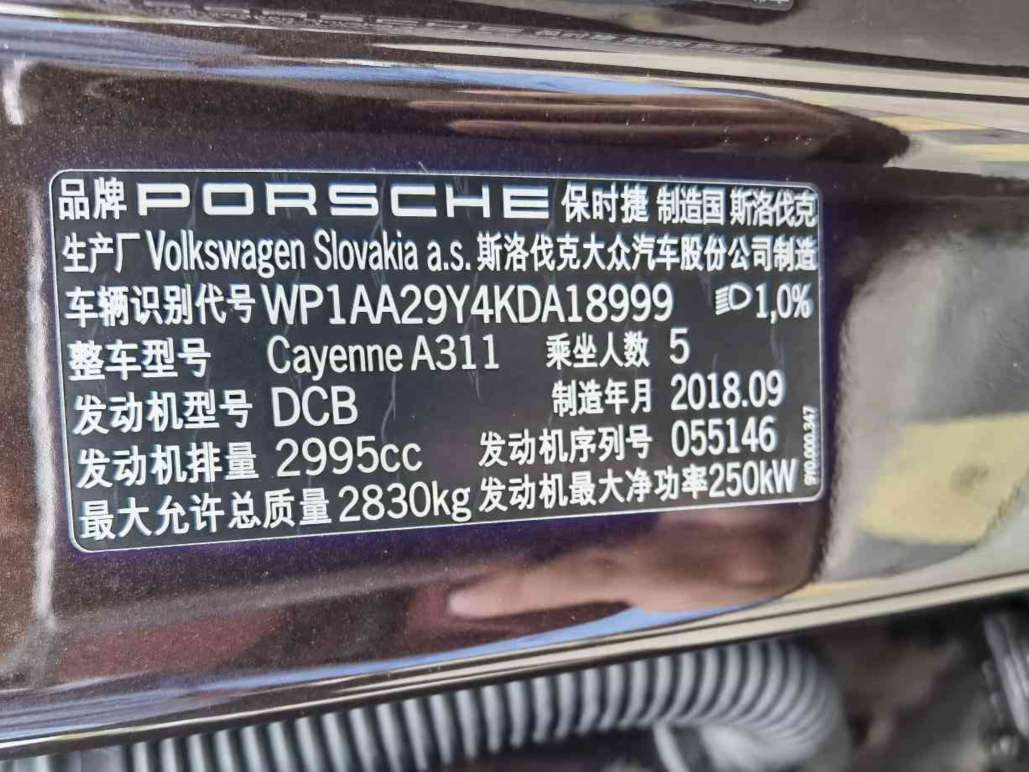 品牌 PORSCHE 保时捷 制造国 斯洛伐克
生产厂 Volkswagen Slovakia a.s. 斯洛伐克大众汽车股份公司制造
车辆识别代号 WP1AA29Y4KDA18999 1,0%
整车型号 Cayenne A311 乘坐人数 5
发动机型号 DCB 制造年月 2018.09
发动机排量 2995cc 发动机序列号 055146
最大允许总质量 2830kg 发动机最大净功率 250kW